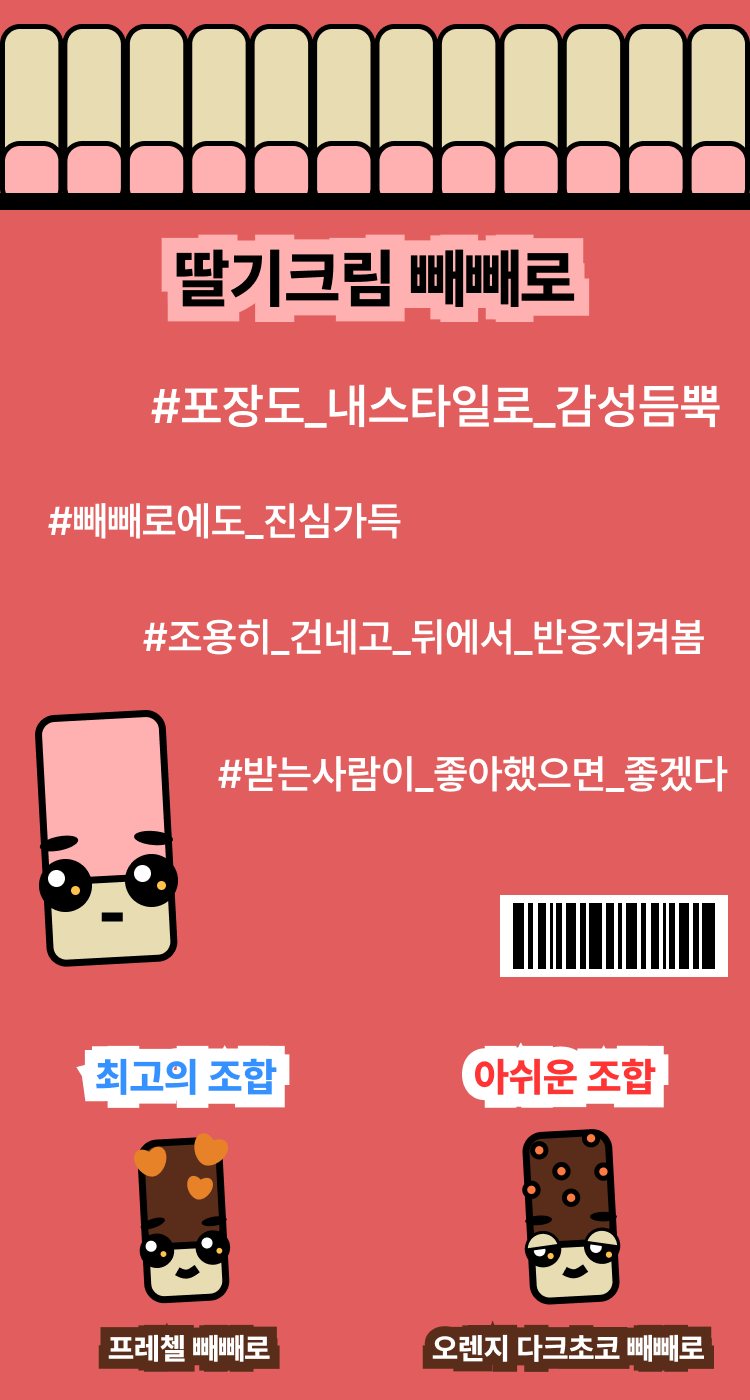 딸기크림 빼빼로
#포장도_내스타일로_감성듬뿍
#빼빼로에도_진심가득
#조용히_건네고_뒤에서_반응지켜봄
#받는사람이_좋아했으면_좋겠다
최고의 조합
아쉬운 조합
프레첼 빼빼로
오렌지 다크초코 빼빼로